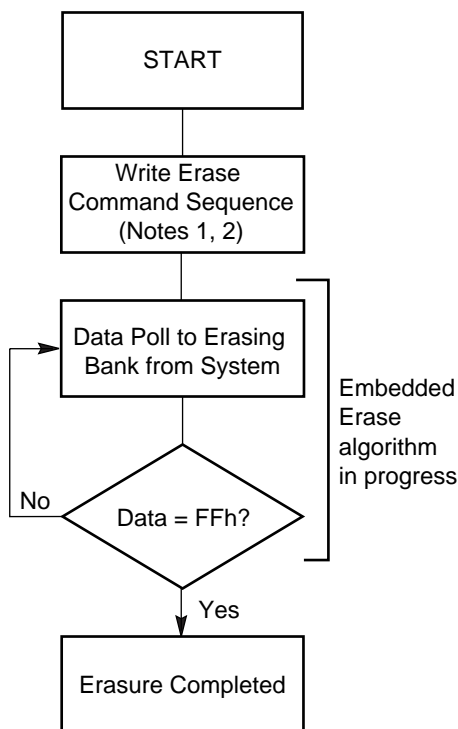 START
Write Erase
Command Sequence
(Notes 1, 2)
Data Poll to Erasing
Bank from System
Embedded
Erase
algorithm
in progress
No
Data = FFh?
Yes
Erasure Completed